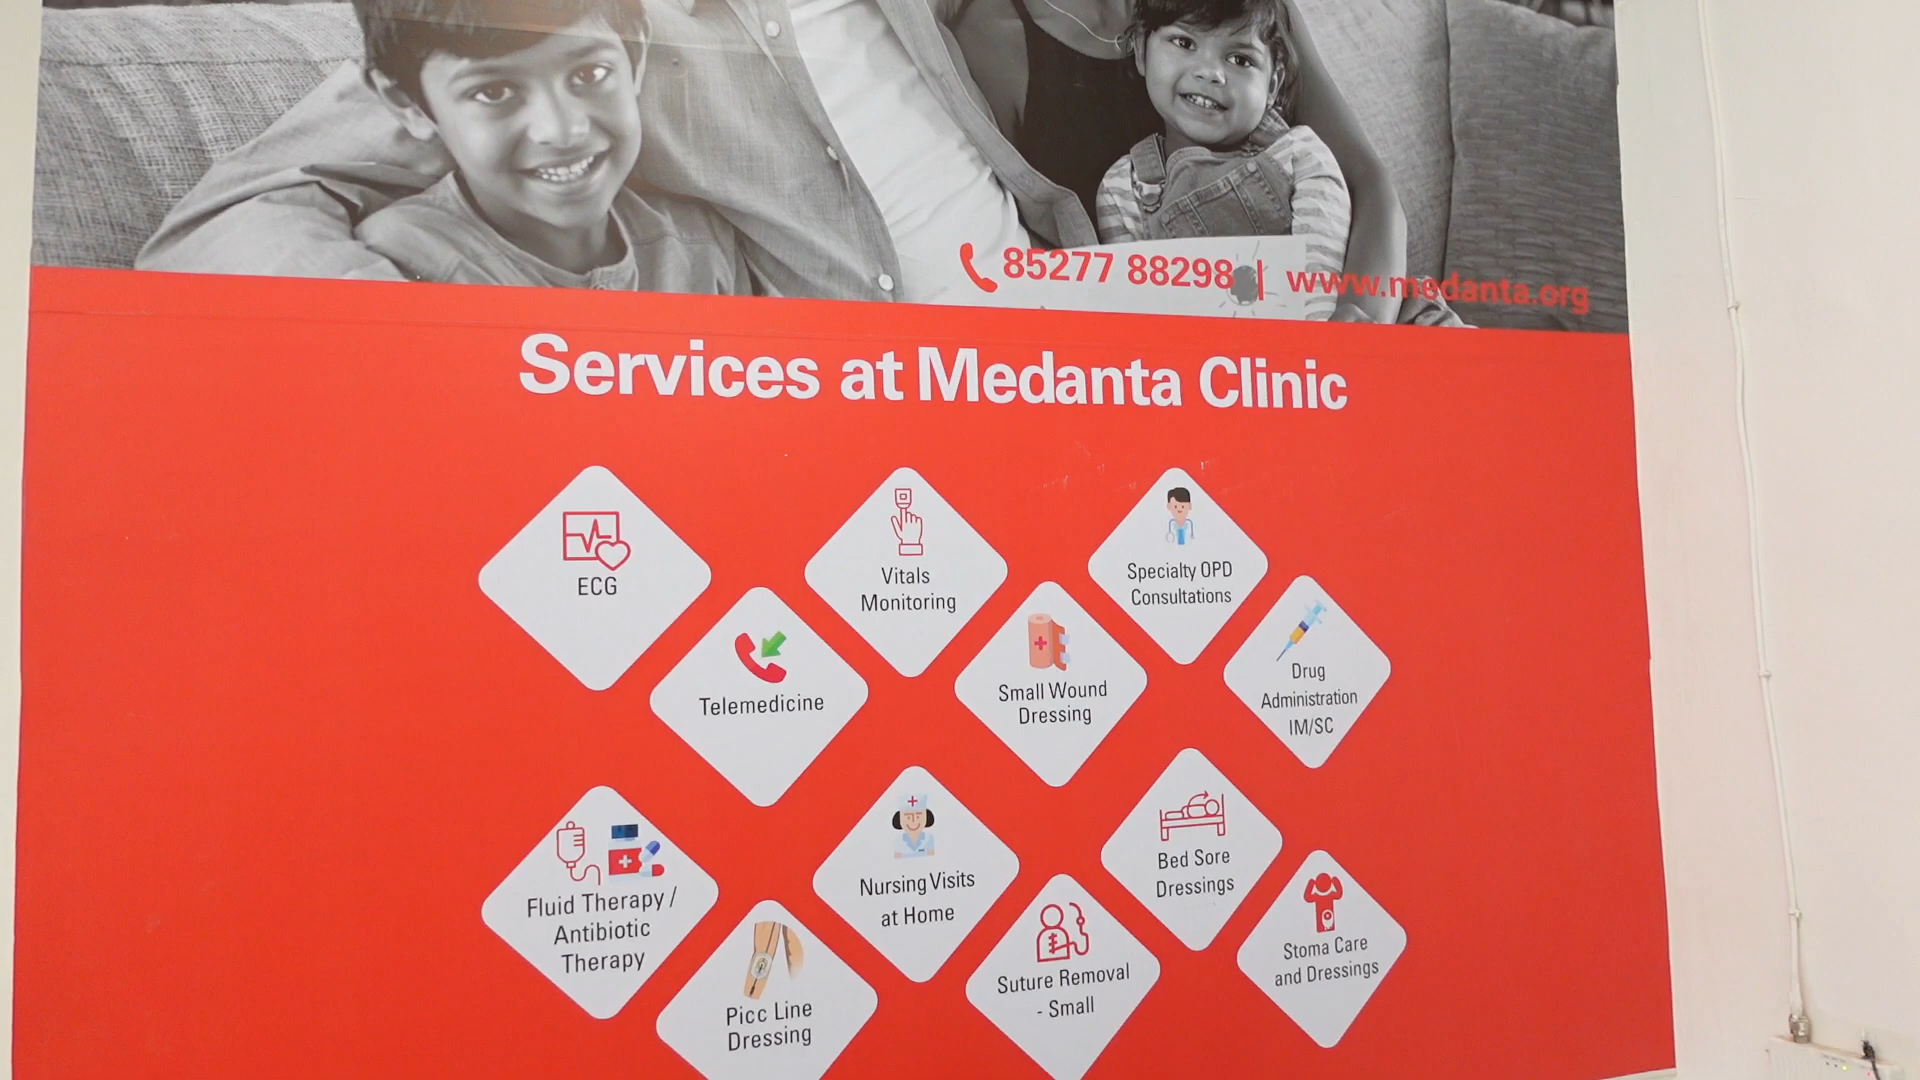 85277 88298 | www.medanta.org
Services at Medanta Clinic
ECG
Vitals
Monitoring
Specialty OPD
Consultations
Telemedicine
Small Wound
Dressing
Drug
Administration
IM/SC
Fluid Therapy /
Antibiotic
Therapy
Nursing Visits
at Home
Bed Sore
Dressings
Picc Line
Dressing
Suture Removal
- Small
Stoma Care
and Dressings